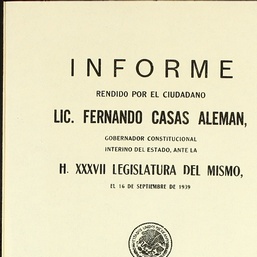 INFORME
RENDIDO POR EL CIUDADANO
LIC. FERNANDO CASAS ALEMAN,
GOBERNADOR CONSTITUCIONAL
INTERINO DEL ESTADO, ANTE LA
H. XXXVII LEGISLATURA DEL MISMO,
EL 16 DE SEPTIEMBRE DE 1939